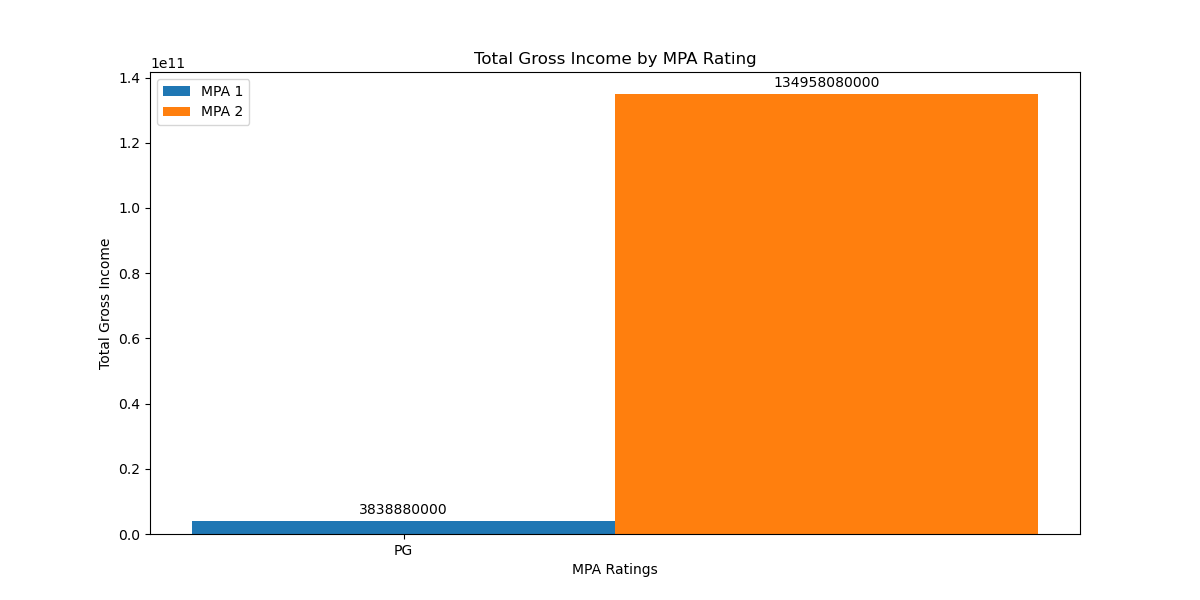 Total Gross Income by MPA Rating
1e11
MPA 1
MPA 2
134958080000
3838880000
1.4
1.2
1.0
0.8
0.6
0.4
0.2
0.0
Total Gross Income
PG
MPA Ratings